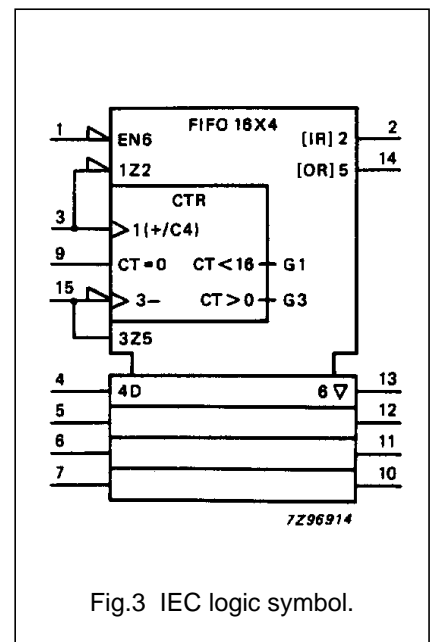 FIFO 16X4
1 EN6 [IR] 2 2
1Z2 [OR] 5 14
CTR
3 1(+/C4)
9 CT=0 CT<16 G1
15 3− CT>0 G3
3Z5
4 4D 6 ▽ 13
5 12
6 11
7 10
7Z96914
Fig.3 IEC logic symbol.